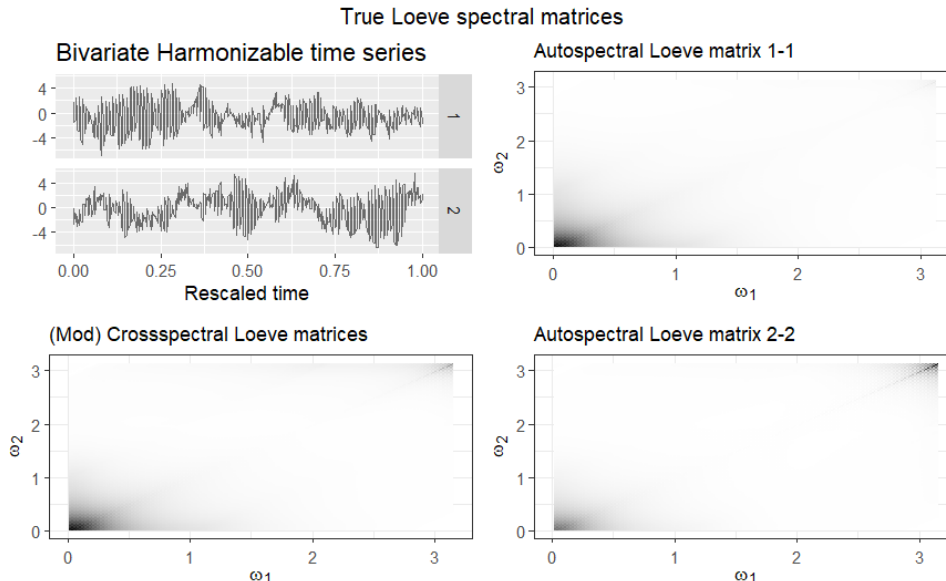 True Loeve spectral matrices
Bivariate Harmonizable time series
4
0
-4
1
4
0
-4
2
0.00 0.25 0.50 0.75 1.00
Rescaled time
Autospectral Loeve matrix 1-1
3
2
1
0
ω2
0 1 2 3
ω1
(Mod) Crossspectral Loeve matrices
3
2
1
0
ω2
0 1 2 3
ω1
Autospectral Loeve matrix 2-2
3
2
1
0
ω2
0 1 2 3
ω1